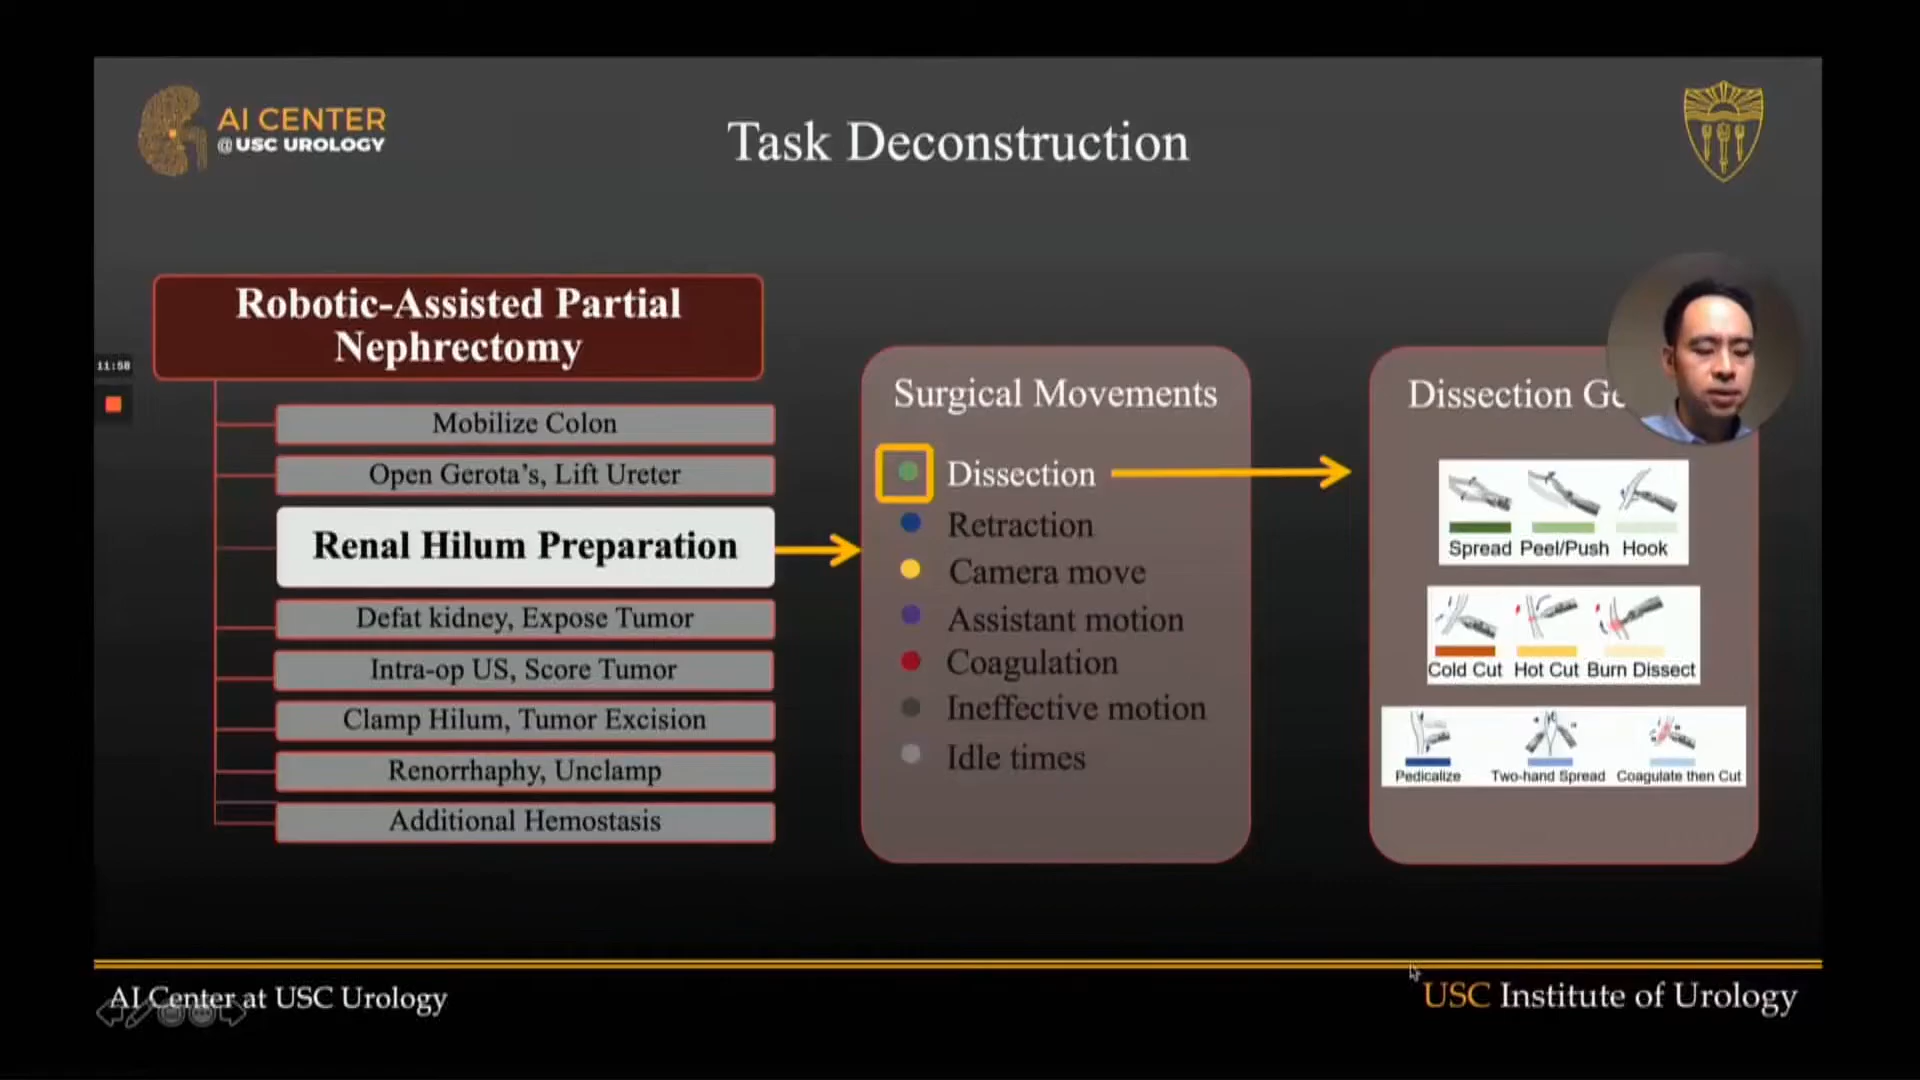 AI CENTER
@USC UROLOGY
Task Deconstruction
Robotic-Assisted Partial
Nephrectomy
11:58
Mobilize Colon
Open Gerota's, Lift Ureter
Renal Hilum Preparation
Defat kidney, Expose Tumor
Intra-op US, Score Tumor
Clamp Hilum, Tumor Excision
Renorrhaphy, Unclamp
Additional Hemostasis
Surgical Movements
Dissection
Retraction
Camera move
Assistant motion
Coagulation
Ineffective motion
Idle times
Dissection
Spread Peel/Push Hook
Cold Cut Hot Cut Burn Dissect
Pedicalize Two-hand Spread Coagulate then Cut
AI Center at USC Urology
USC Institute of Urology